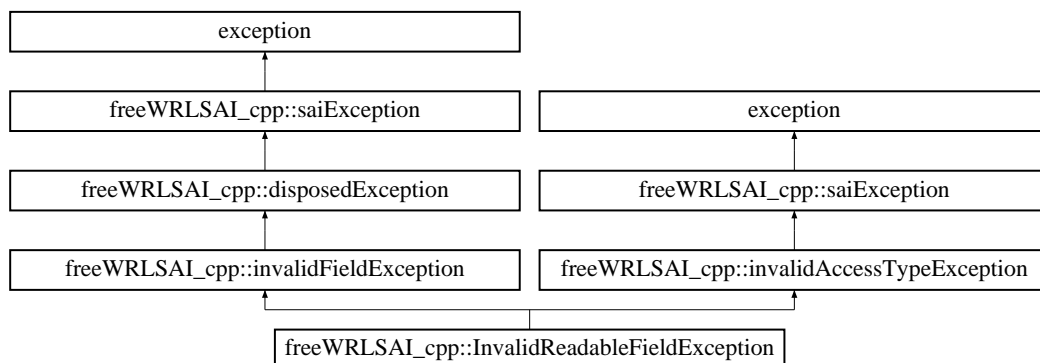 exception
freeWRLSAI_cpp::saiException
exception
freeWRLSAI_cpp::disposedException
freeWRLSAI_cpp::saiException
freeWRLSAI_cpp::invalidFieldException
freeWRLSAI_cpp::invalidAccessTypeException
freeWRLSAI_cpp::InvalidReadableFieldException